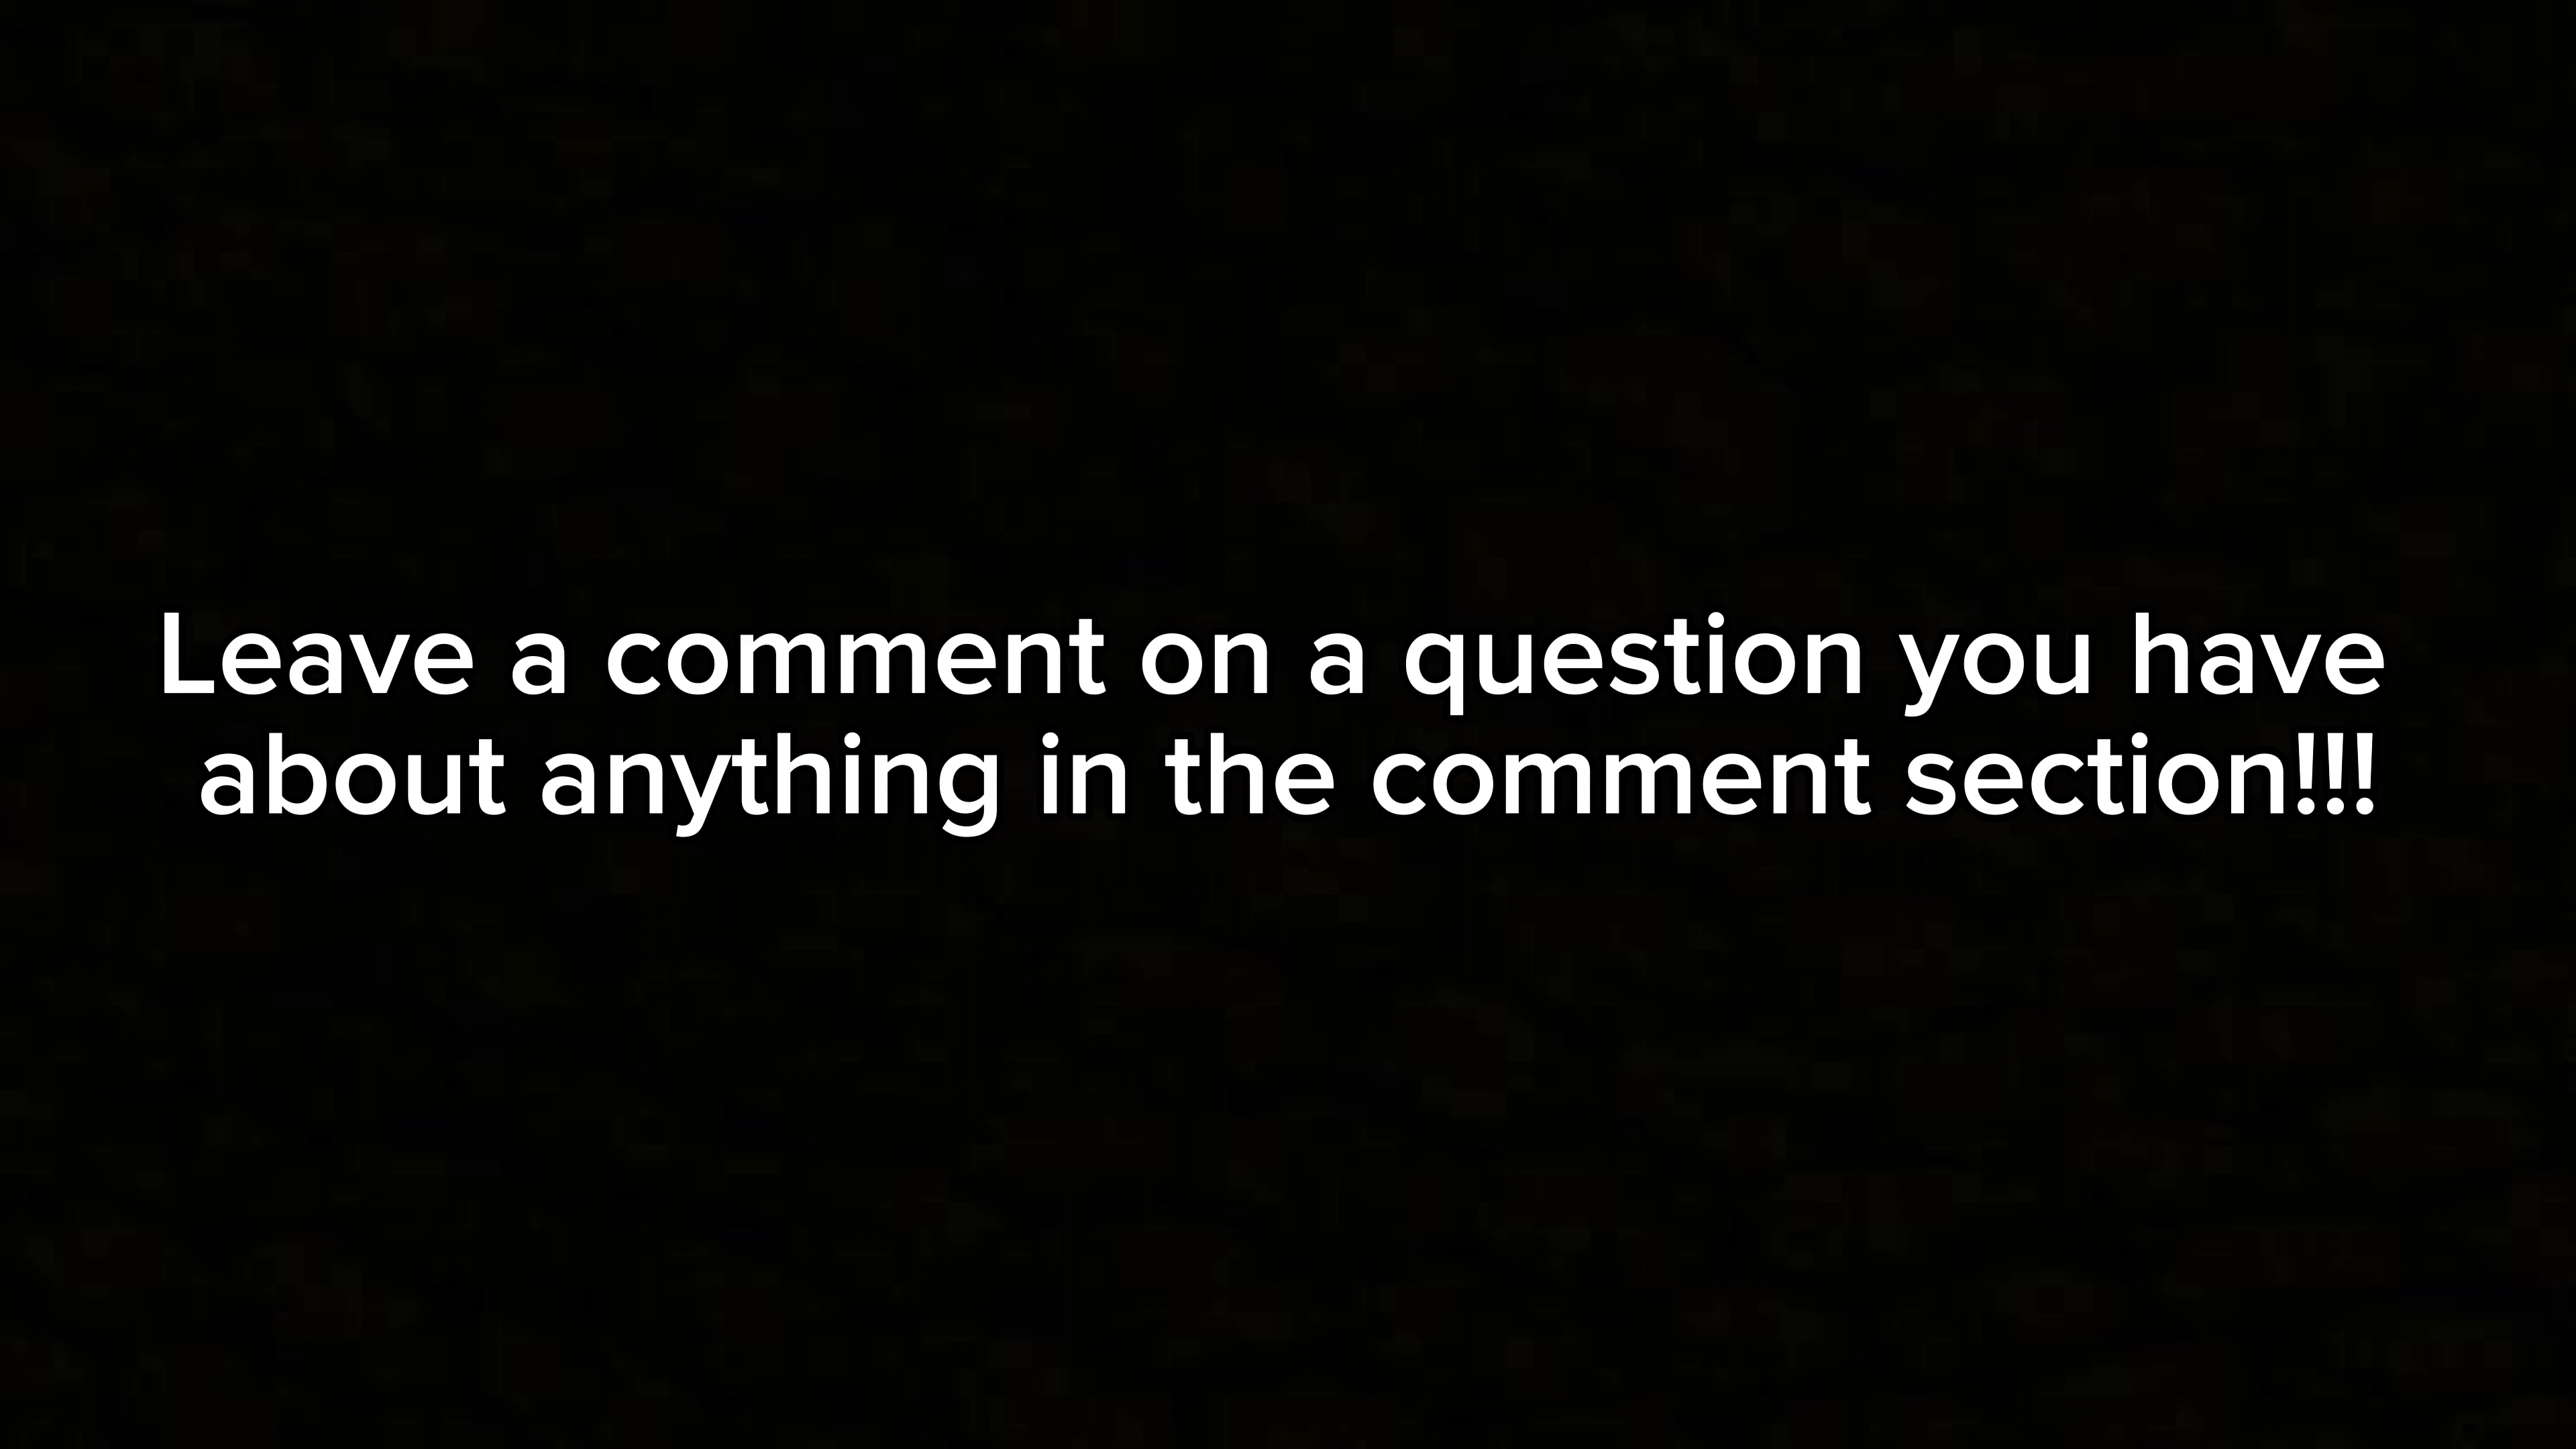 Leave a comment on a question you have
about anything in the comment section!!!